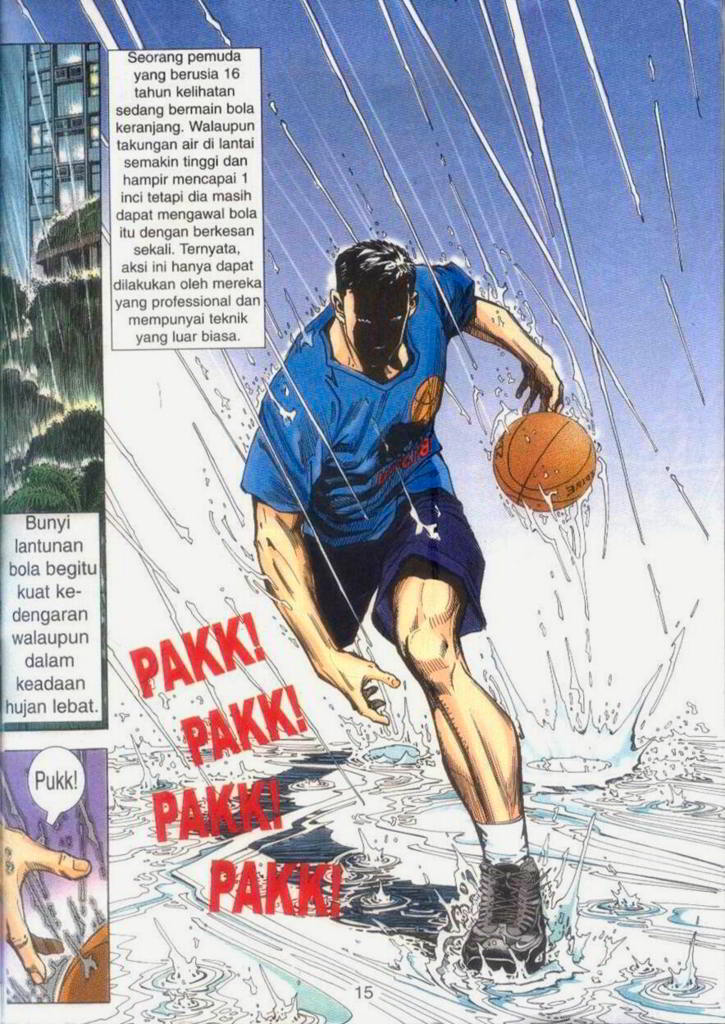 Seorang pemuda
yang berusia 16
tahun kelihatan
sedang bermain bola
keranjang. Walaupun
takungan air di lantai
semakin tinggi dan
hampir mencapai 1
inci tetapi dia masih
dapat mengawal bola
itu dengan berkesan
sekali. Ternyata,
aksi ini hanya dapat
dilakukan oleh mereka
yang professional dan
mempunyai teknik
yang luar biasa.
Bunyi
lantunan
bola begitu
kuat ke-
dengaran
walaupun
dalam
keadaan
hujan lebat.
PAKK!
PAKK!
PAKK!
PAKK!
Pukk!
15